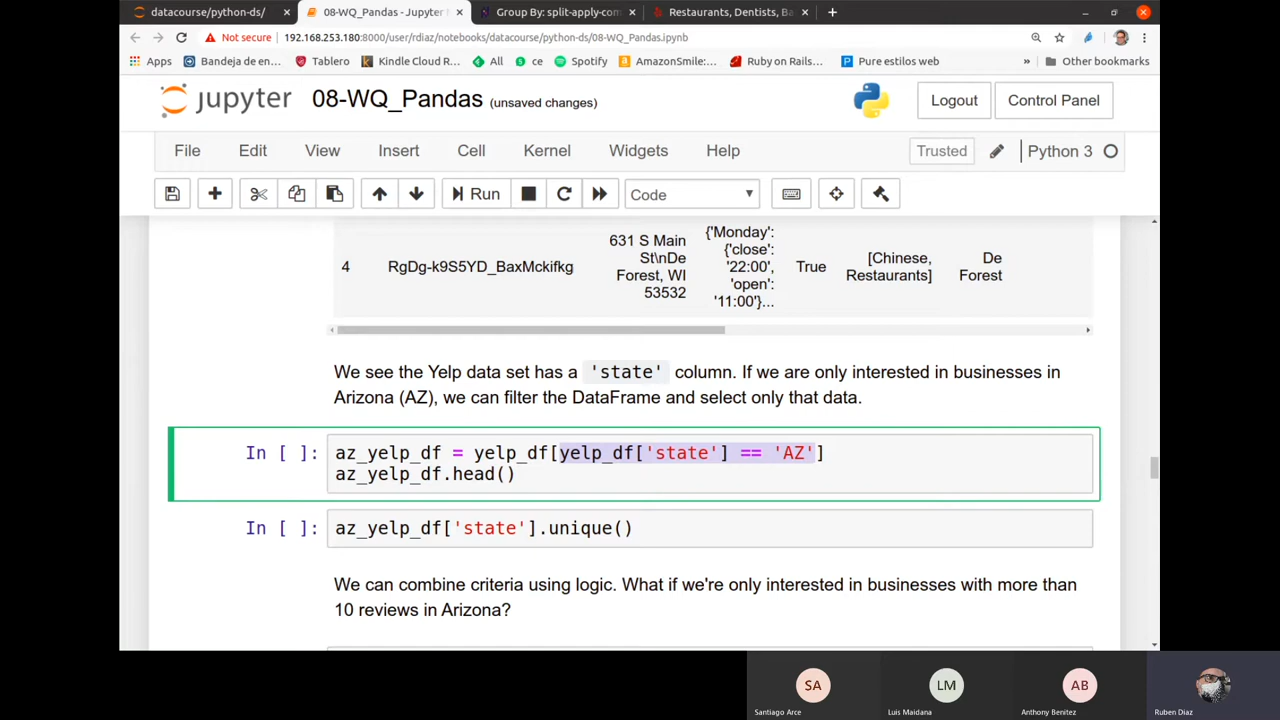 datacourse/python-ds/
08-WQ_Pandas - Jupyter N
Group By: split-apply-com
Restaurants, Dentists, Ba
Not secure
192.168.253.180:8000/user/rdiaz/notebooks/datacourse/python-ds/08-WQ_Pandas.ipynb
Apps
Bandeja de en...
Tablero
Kindle Cloud R...
All
ce
Spotify
AmazonSmile:...
Ruby on Rails...
Pure estilos web
»
Other bookmarks
jupyter
08-WQ_Pandas (unsaved changes)
Logout
Control Panel
File Edit View Insert Cell Kernel Widgets Help
Trusted
Python 3
Run
Code
4
RgDg-k9S5YD_BaxMckifkg
631 S Main
St\nDe
Forest, WI
53532
{'Monday':
{'close':
'22:00',
'open':
'11:00'}...
True
[Chinese,
Restaurants]
De
Forest
We see the Yelp data set has a 'state' column. If we are only interested in businesses in
Arizona (AZ), we can filter the DataFrame and select only that data.
In [ ]:
az_yelp_df = yelp_df[yelp_df['state'] == 'AZ']
az_yelp_df.head()
In [ ]:
az_yelp_df['state'].unique()
We can combine criteria using logic. What if we're only interested in businesses with more than
10 reviews in Arizona?
SA
Santiago Arce
LM
Luis Maidana
AB
Anthony Benitez
Ruben Diaz